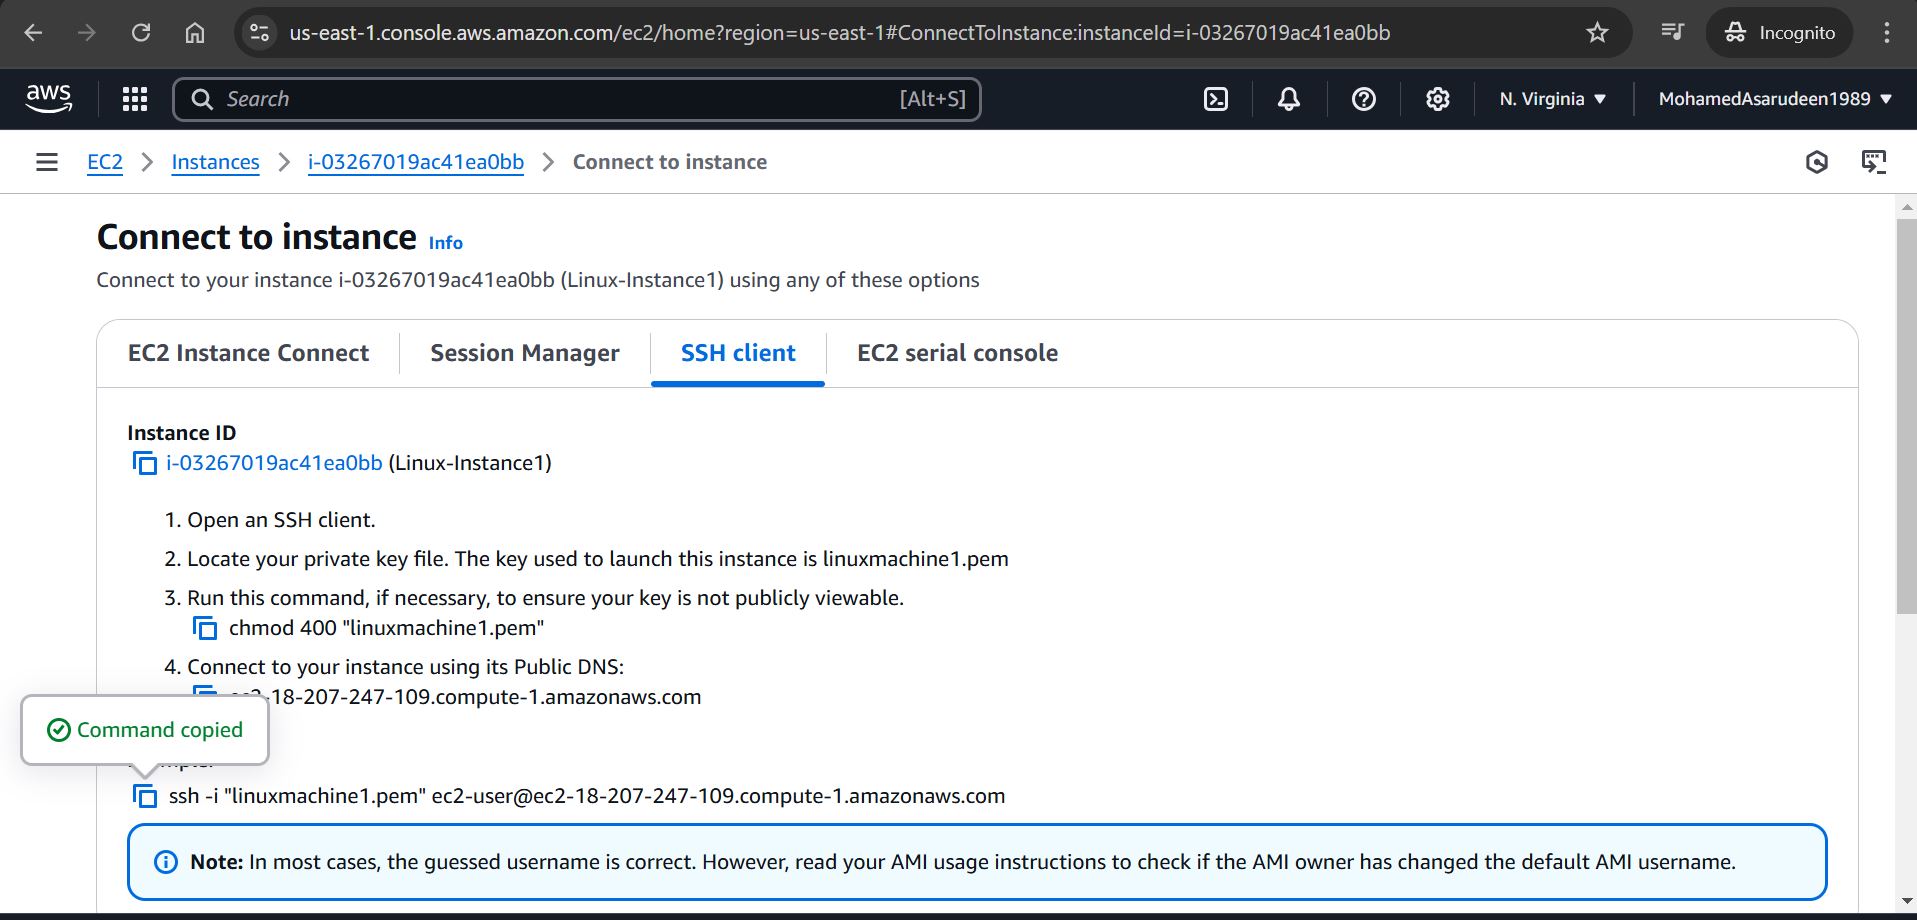 us-east-1.console.aws.amazon.com/ec2/home?region=us-east-1#ConnectToInstance:instanceId=i-03267019ac41ea0bb
Incognito
aws
Search
[Alt+S]
N. Virginia
MohamedAsarudeen1989
EC2
Instances
i-03267019ac41ea0bb
Connect to instance
Connect to instance Info
Connect to your instance i-03267019ac41ea0bb (Linux-Instance1) using any of these options
EC2 Instance Connect
Session Manager
SSH client
EC2 serial console
Instance ID
i-03267019ac41ea0bb (Linux-Instance1)
1. Open an SSH client.
2. Locate your private key file. The key used to launch this instance is linuxmachine1.pem
3. Run this command, if necessary, to ensure your key is not publicly viewable.
chmod 400 "linuxmachine1.pem"
4. Connect to your instance using its Public DNS:
-18-207-247-109.compute-1.amazonaws.com
Command copied
ssh -i "linuxmachine1.pem" ec2-user@ec2-18-207-247-109.compute-1.amazonaws.com
Note: In most cases, the guessed username is correct. However, read your AMI usage instructions to check if the AMI owner has changed the default AMI username.